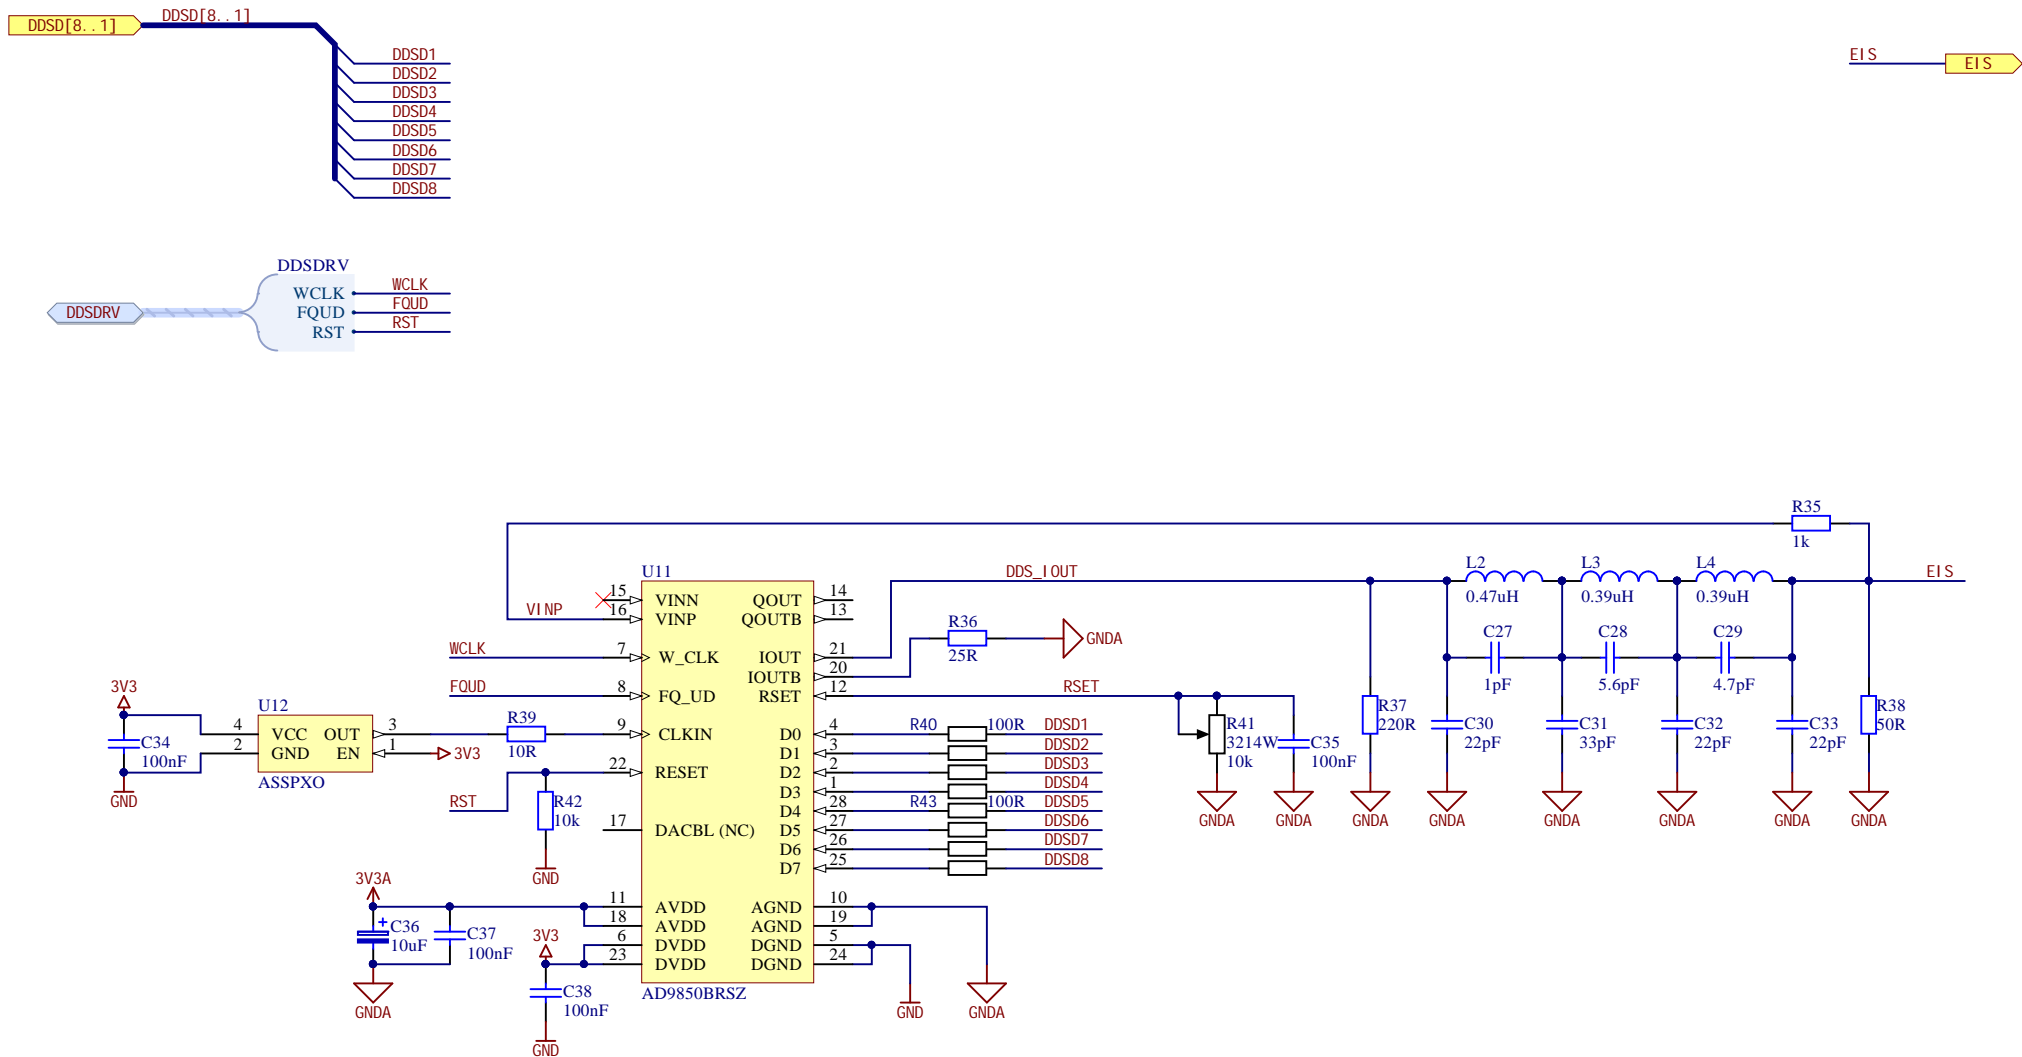 DDSD[8..1]
DDSD[8..1]
DDSD1
DDSD2
DDSD3
DDSD4
DDSD5
DDSD6
DDSD7
DDSD8
EIS
EIS
DDSDRV
DDSDRV
WCLK
FQUD
RST
WCLK
FQUD
RST
R35
1k
U11
VINP
WCLK
FQUD
15 VINN
16 VINP
7 W_CLK
8 FQ_UD
9 CLKIN
22 RESET
17 DACBL (NC)
11 AVDD
18 AVDD
6 DVDD
23 DVDD
QOUT 14
QOUTB 13
IOUT 21
IOUTB 20
RSET 12
D0 4
D1 3
D2 2
D3 1
D4 28
D5 27
D6 26
D7 25
AGND 10
AGND 19
DGND 5
DGND 24
AD9850BRSZ
DDS_IOUT
R36
25R
GNDA
RSET
R40 100R DDSD1
DDSD2
DDSD3
DDSD4
R43 100R DDSD5
DDSD6
DDSD7
DDSD8
R41
3214W
10k
GNDA
C35
100nF
GNDA
R37
220R
GNDA
L2
0.47uH
L3
0.39uH
L4
0.39uH
EIS
C27
1pF
C28
5.6pF
C29
4.7pF
C30
22pF
GNDA
C31
33pF
GNDA
C32
22pF
GNDA
C33
22pF
GNDA
R38
50R
GNDA
3V3
C34
100nF
GND
U12
4 VCC OUT 3
2 GND EN 1
ASSPXO
3V3
R39
10R
RST
R42
10k
GND
3V3A
C36
+
10uF
C37
100nF
GNDA
3V3
C38
100nF
GND
GND
GNDA